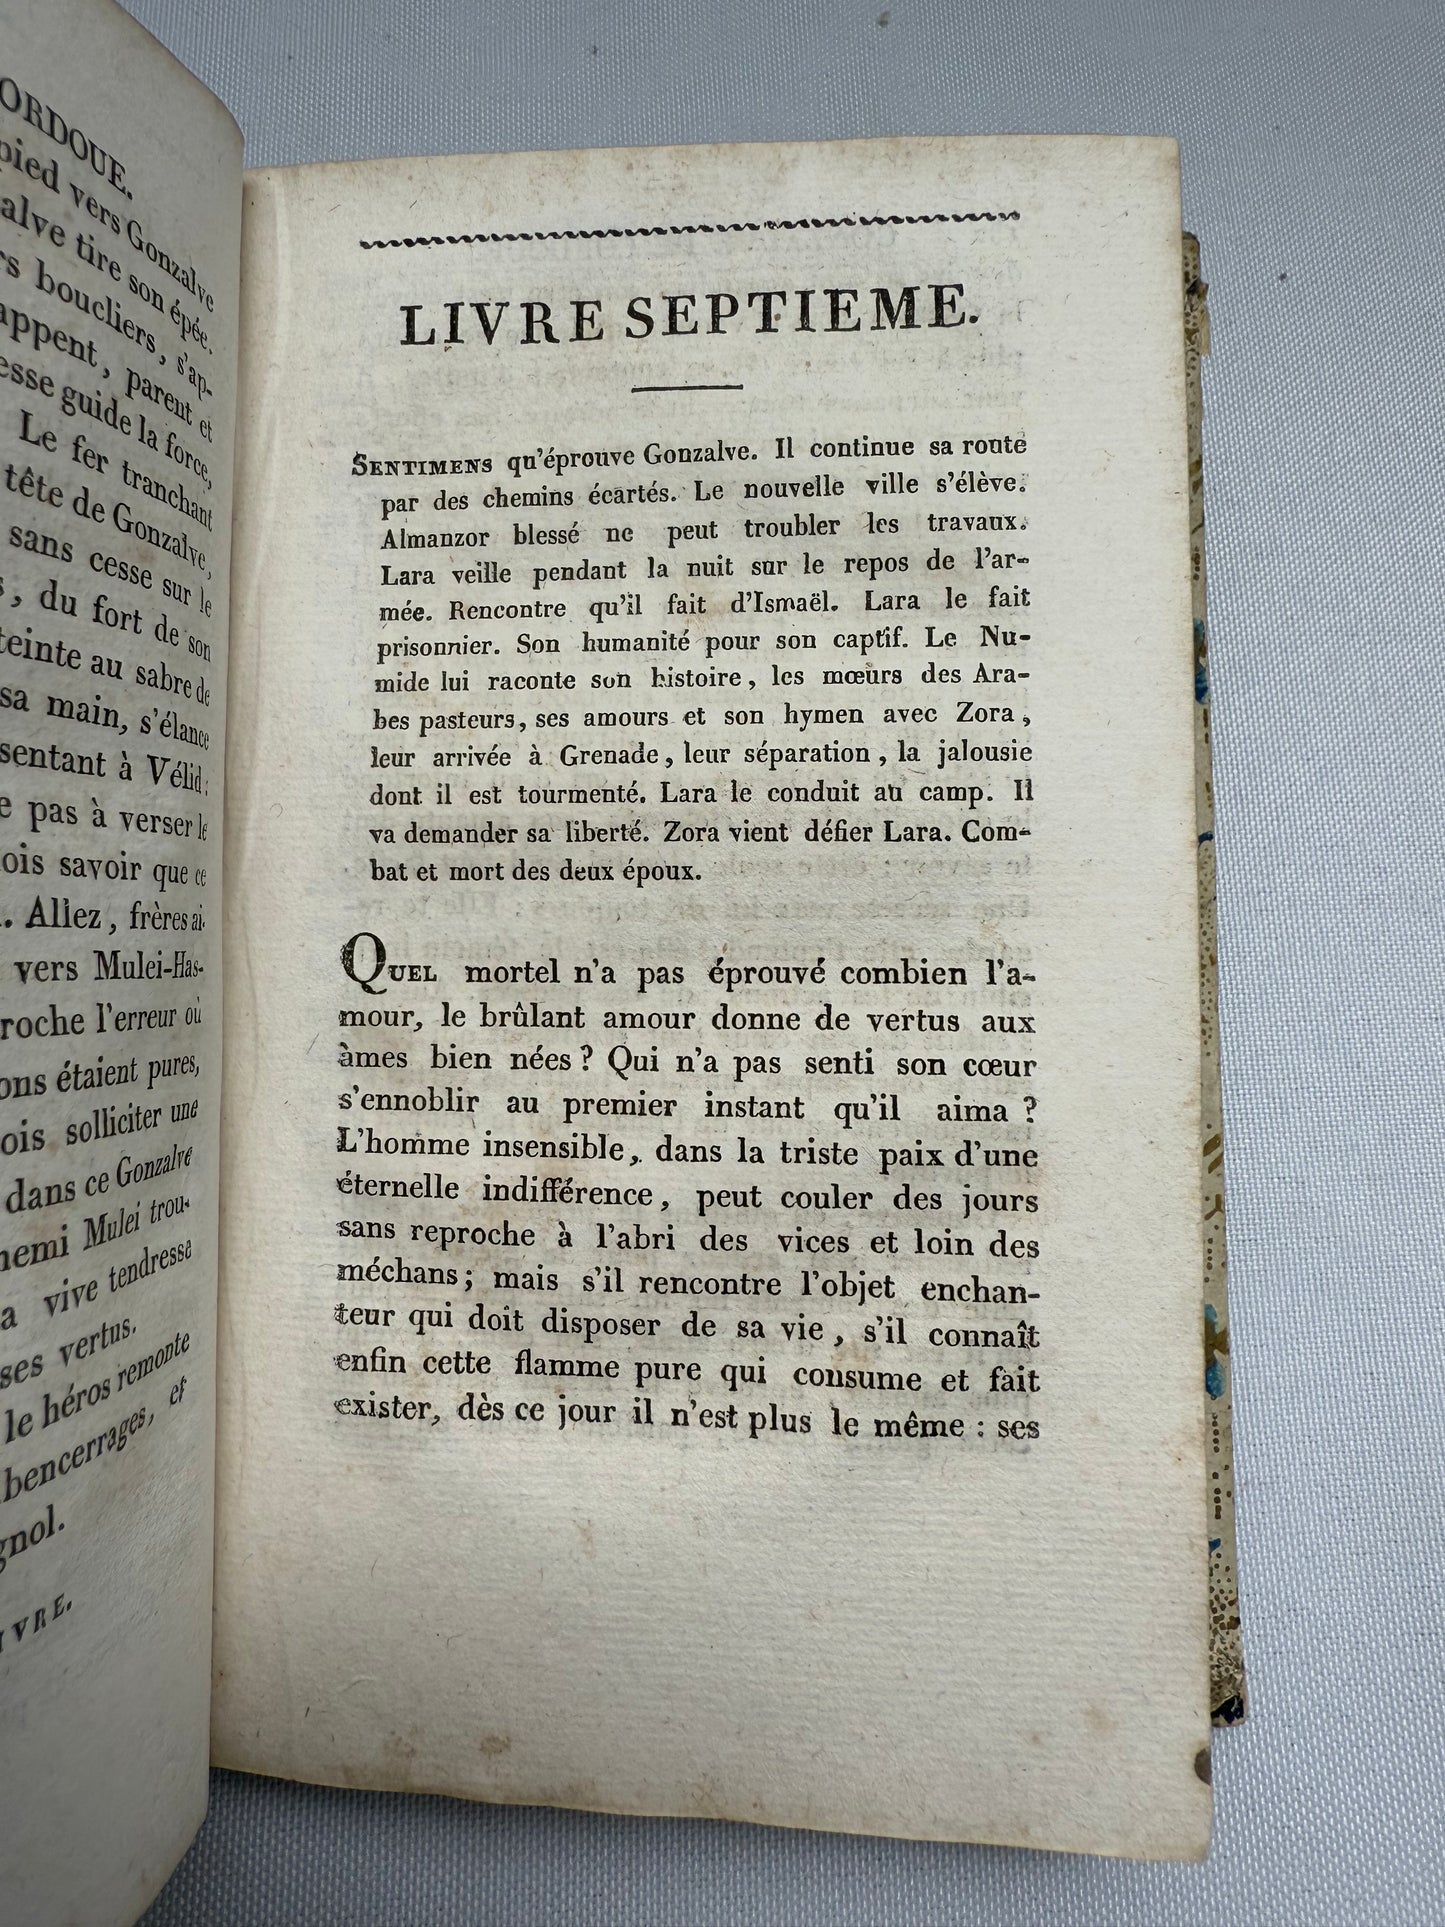 ORDOUE.
pied vers Gonzalve
alve tire son épée.
rs boucliers, s'ap-
appent, parent et
esse guide la force,
Le fer tranchant
tête de Gonzalve,
sans cesse sur le
s, du fort de son
teinte au sabre de
sa main, s'élance
sentant à Vélid:
e pas à verser le
ois savoir que ce
. Allez, frères ai-
vers Mulei-Has-
roche l'erreur où
ons étaient pures,
ois solliciter une
dans ce Gonzalve
nemi Mulei trou-
a vive tendresse
ses vertus.
le héros remonte
bencerrages, et
gnol.
IVRE.
LIVRE SEPTIEME.
SENTIMENS qu'éprouve Gonzalve. Il continue sa route
par des chemins écartés. Le nouvelle ville s'élève.
Almanzor blessé ne peut troubler les travaux.
Lara veille pendant la nuit sur le repos de l'ar-
mée. Rencontre qu'il fait d'Ismaël. Lara le fait
prisonnier. Son humanité pour son captif. Le Nu-
mide lui raconte son histoire, les mœurs des Ara-
bes pasteurs, ses amours et son hymen avec Zora,
leur arrivée à Grenade, leur séparation, la jalousie
dont il est tourmenté. Lara le conduit au camp. Il
va demander sa liberté. Zora vient défier Lara. Com-
bat et mort des deux époux.
QUEL mortel n'a pas éprouvé combien l'a-
mour, le brûlant amour donne de vertus aux
àmes bien nées? Qui n'a pas senti son cœur
s'ennoblir au premier instant qu'il aima?
L'homme insensible, dans la triste paix d'une
éternelle indifférence, peut couler des jours
sans reproche à l'abri des vices et loin des
méchans; mais s'il rencontre l'objet enchan-
teur qui doit disposer de sa vie, s'il connaît
enfin cette flamme pure qui consume et fait
exister, dès ce jour il n'est plus le même : ses